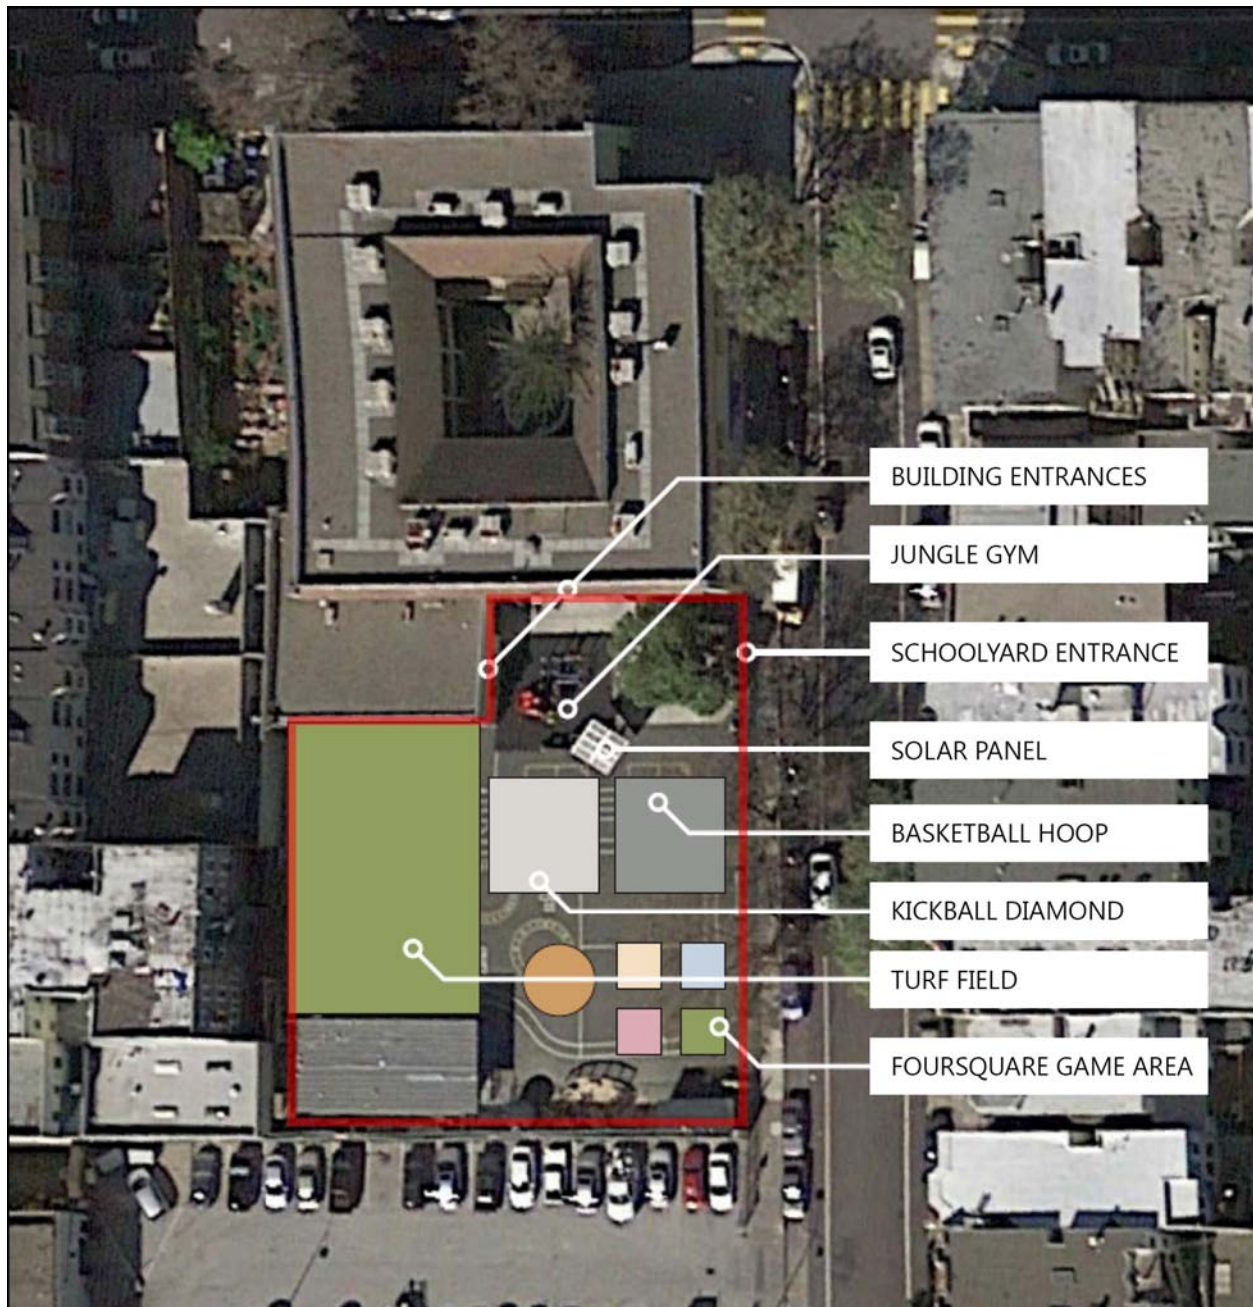 BUILDING ENTRANCES
JUNGLE GYM
SCHOOLYARD ENTRANCE
SOLAR PANEL
BASKETBALL HOOP
KICKBALL DIAMOND
TURF FIELD
FOURSQUARE GAME AREA